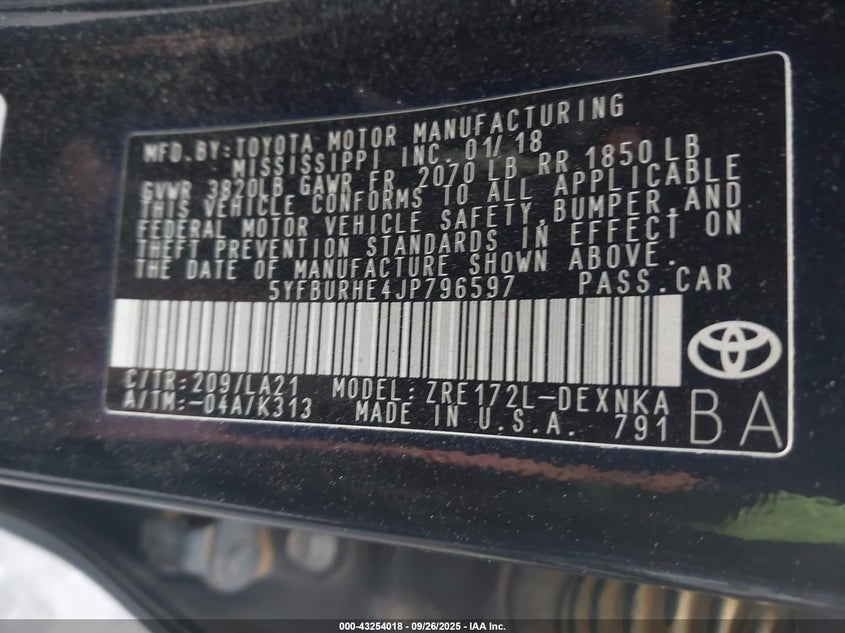 MFD.BY:TOYOTA MOTOR MANUFACTURING
MISSISSIPPI INC. 01/18
GVWR 3820LB GAWR FR 2070 LB RR 1850LB
THIS VEHICLE CONFORMS TO ALL APPLICABLE
FEDERAL MOTOR VEHICLE SAFETY,BUMPER,AND
THEFT PREVENTION STANDARDS IN EFFECT ON
THE DATE OF MANUFACTURE SHOWN ABOVE.
5YFBURHE4JP796597 PASS.CAR
C/TR:209/LA21 MODEL:ZRE172L-DEXNKA
A/TM:-04A/K313 MADE IN U.S.A. 791
BA
000-43254018 - 09/26/2025 - IAA Inc.